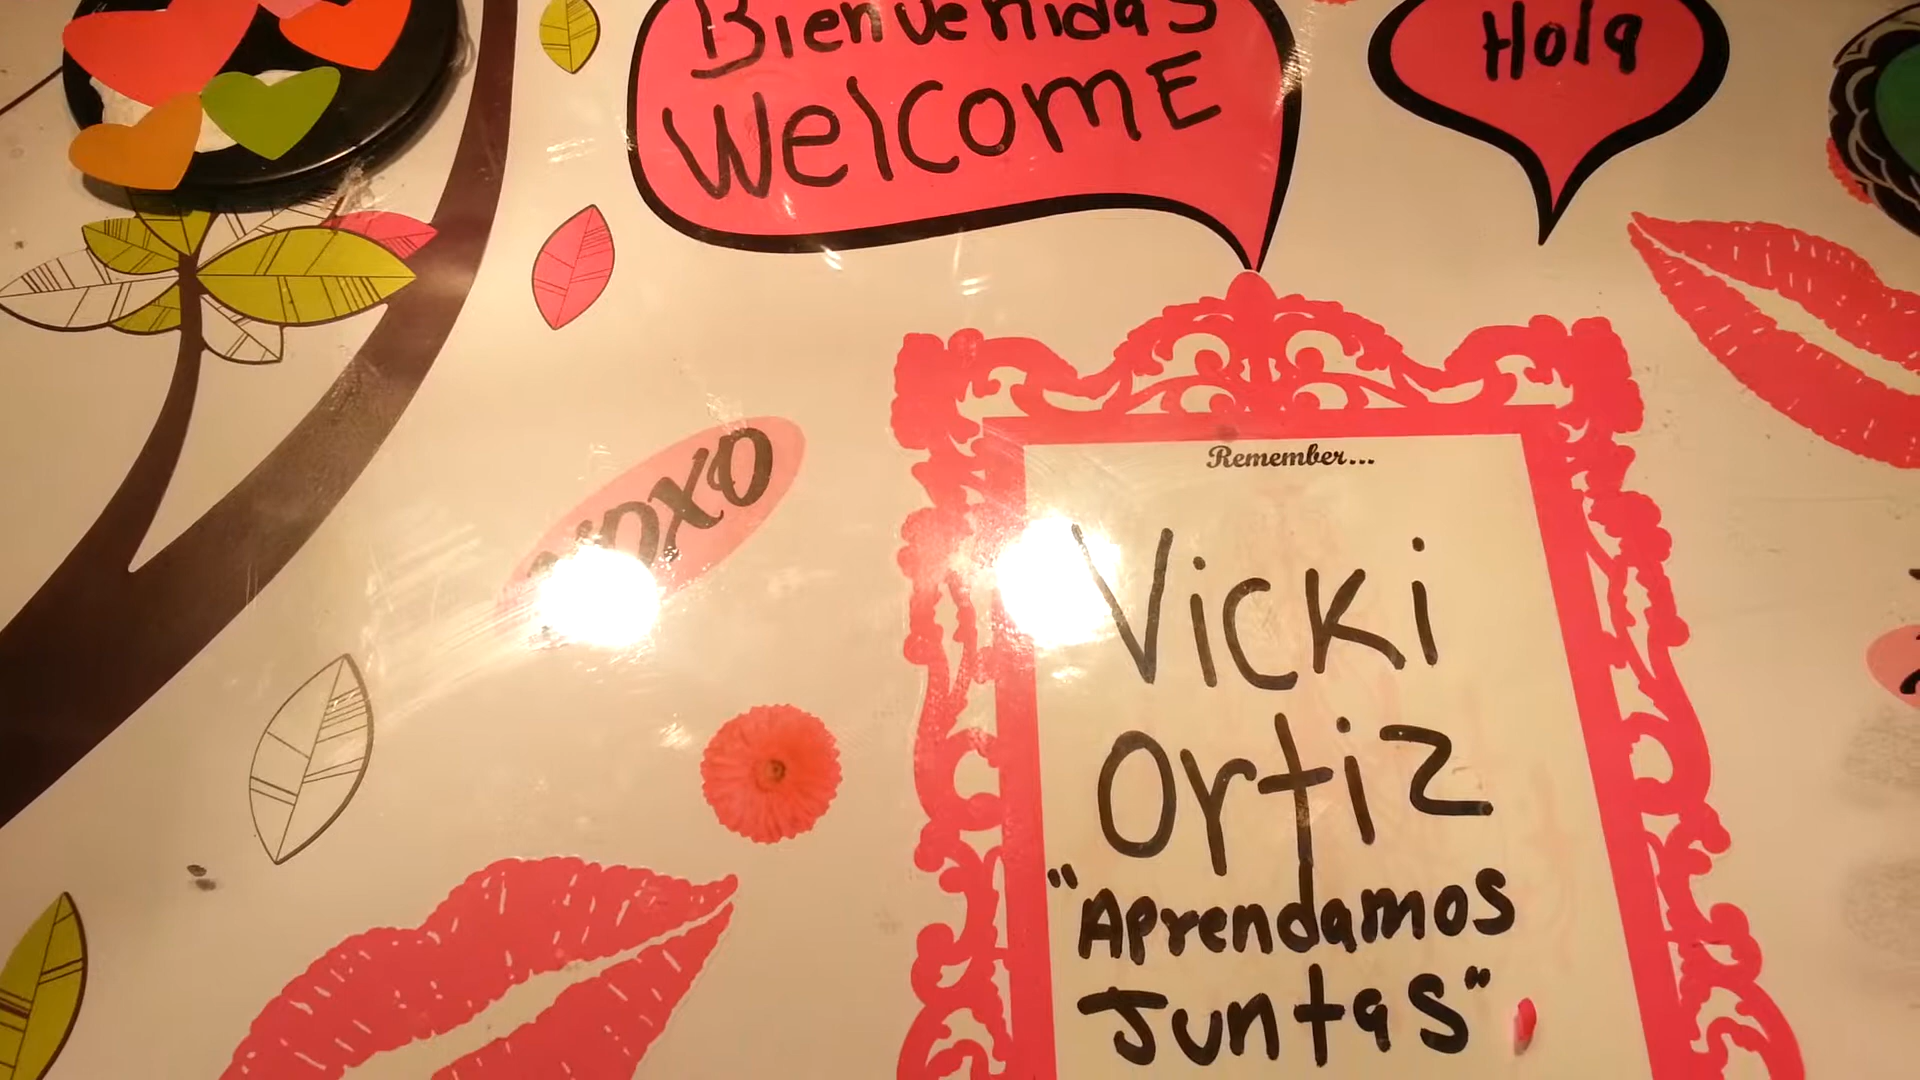 Bienvenidas
WelcomE
Hola
XOXO
Remember...
Vicki
Ortiz
"Aprendamos
Juntas"